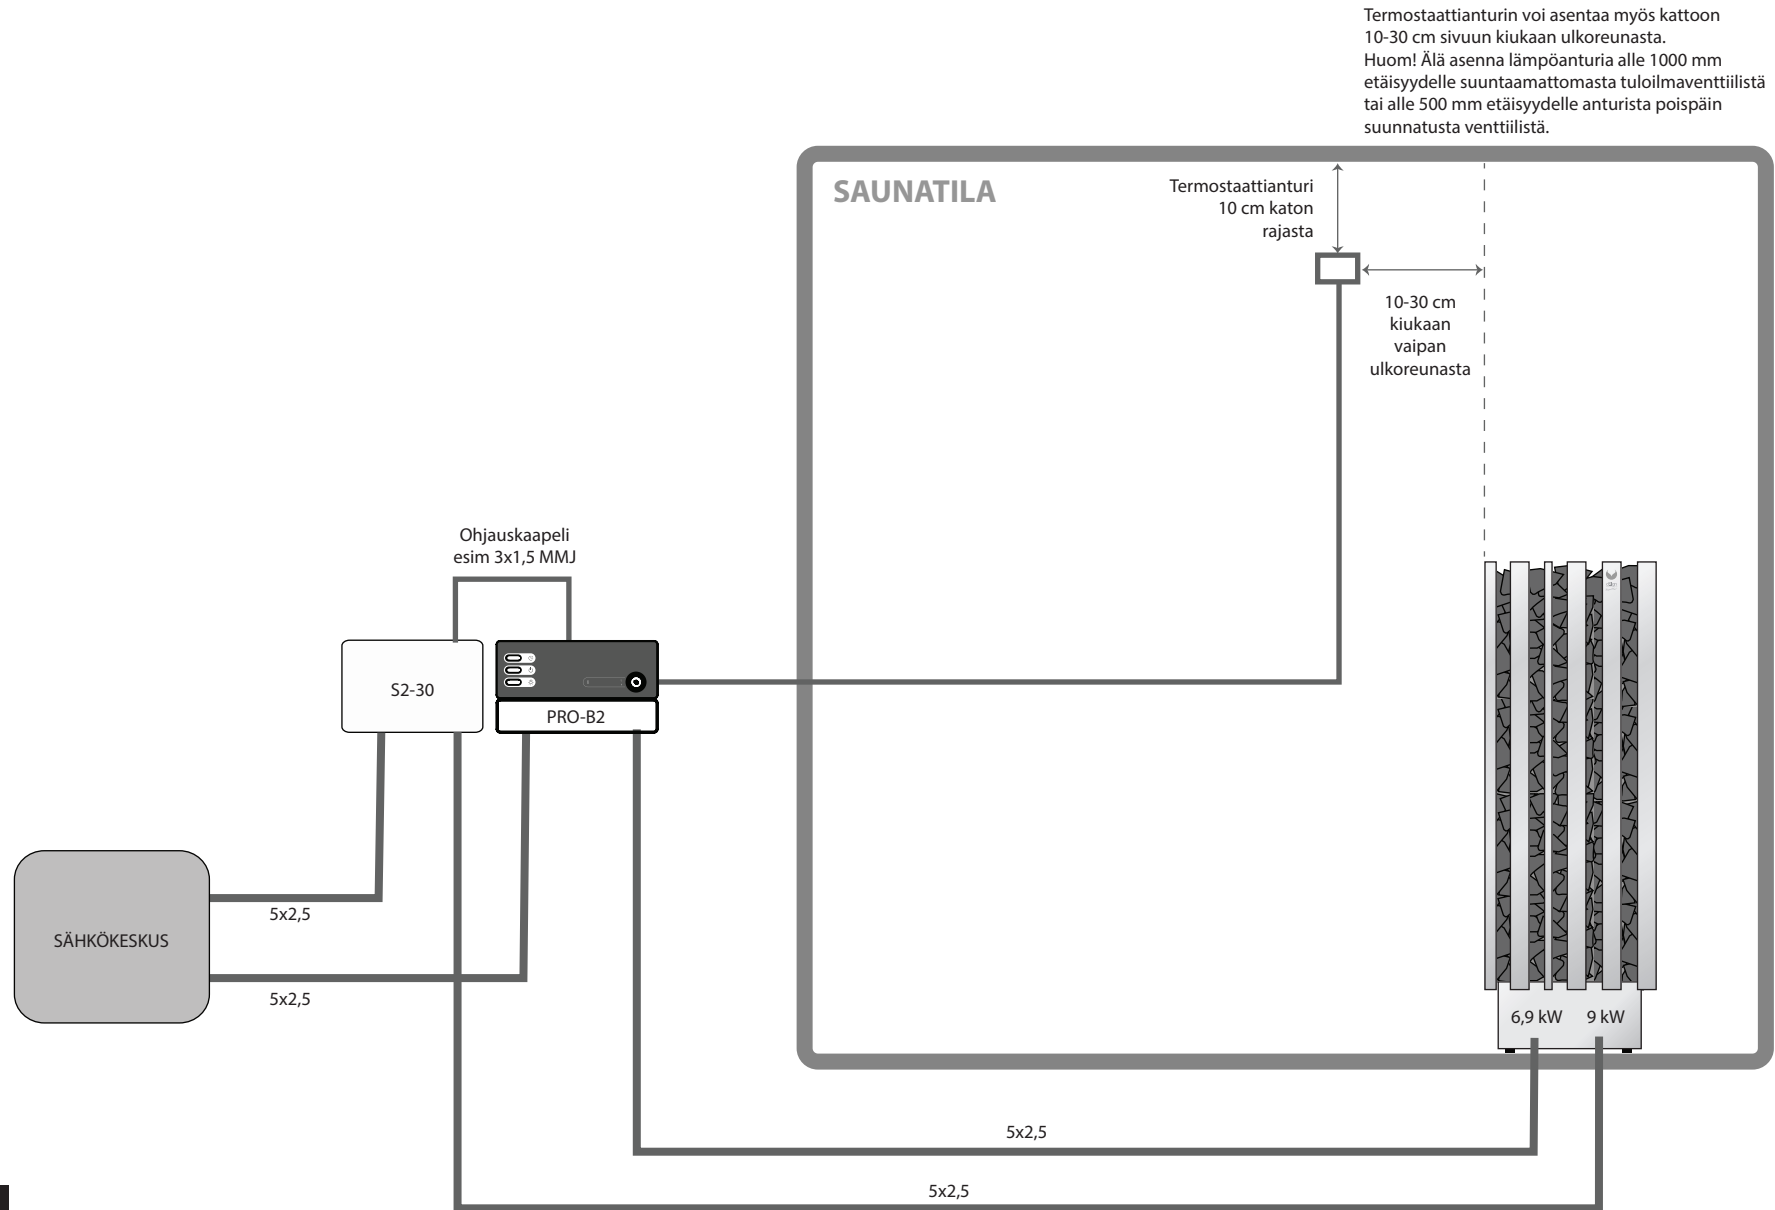 Termostaattianturin voi asentaa myös kattoon
10-30 cm sivuun kiukaan ulkoreunasta.
Huom! Älä asenna lämpöanturia alle 1000 mm
etäisyydelle suuntaamattomasta tuloilmaventtiilistä
tai alle 500 mm etäisyydelle anturista poispäin
suunnatusta venttiilistä.
SAUNATILA
Termostaattianturi
10 cm katon
rajasta
10-30 cm
kiukaan
vaipan
ulkoreunasta
Ohjauskaapeli
esim 3x1,5 MMJ
S2-30
PRO-B2
SÄHKÖKESKUS
5x2,5
5x2,5
6,9 kW
9 kW
5x2,5
5x2,5